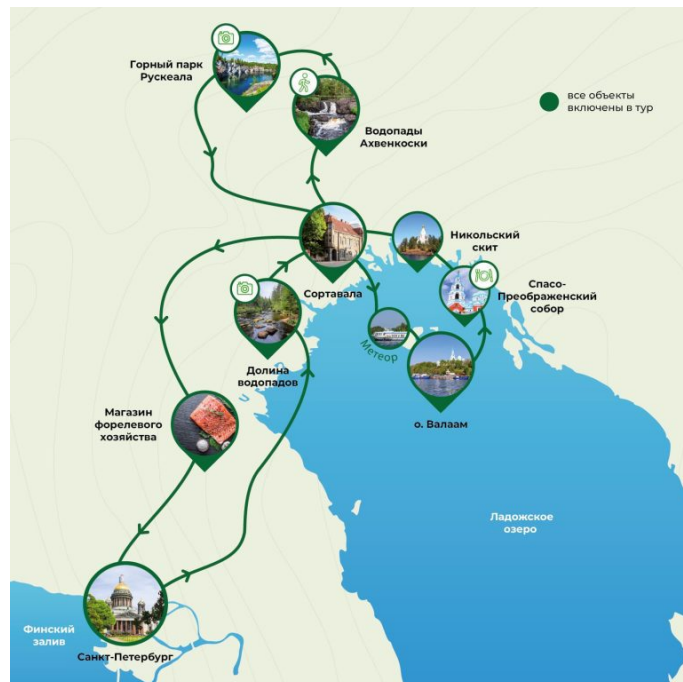 Горный парк
Рускеала
все объекты
включены в тур
Водопады
Ахвенкоски
Никольский
скит
Сортавала
Спасо-
Преображенский
собор
Метеор
Долина
водопадов
Магазин
форелевого
хозяйства
о. Валаам
Ладожское
озеро
Финский
залив
Санкт-Петербург